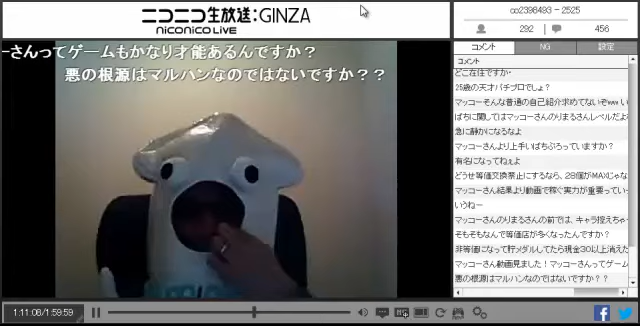 ニコニコ生放送:GINZA
niconico LIVE
ーさんってゲームもかなり才能あるんですか?
悪の根源はマルハンなのではないですか??
1:11:06/1:59:59
co2398493 - 2525
292
456
コメント
NG
設定
コメント
どこ在住ですか・
25歳の天才パチプロでしょ?
マッコーそんな普通の自己紹介求めてないぞww い
ぱちに関してはマッコーさんのりまるさんレベルだよ
急に静かになるなよ
マッコーさんより上手いぱちぷろっていますか?
有名になってねぇよ
どうせ等価交換禁止にするなら、28個がMAXじゃな
マッコーさん結果より動画で稼ぐ実力が重要っていっ
いうねー
マッコーさんのりまるさんの前では、キャラ控えちゃ
そもそもなんで等価店が多くなったんですか?
非等価になって貯メダルしてたら現金30以上消えた
マッコーさん動画見ました!マッコーさんってゲーム
悪の根源はマルハンなのではないですか??